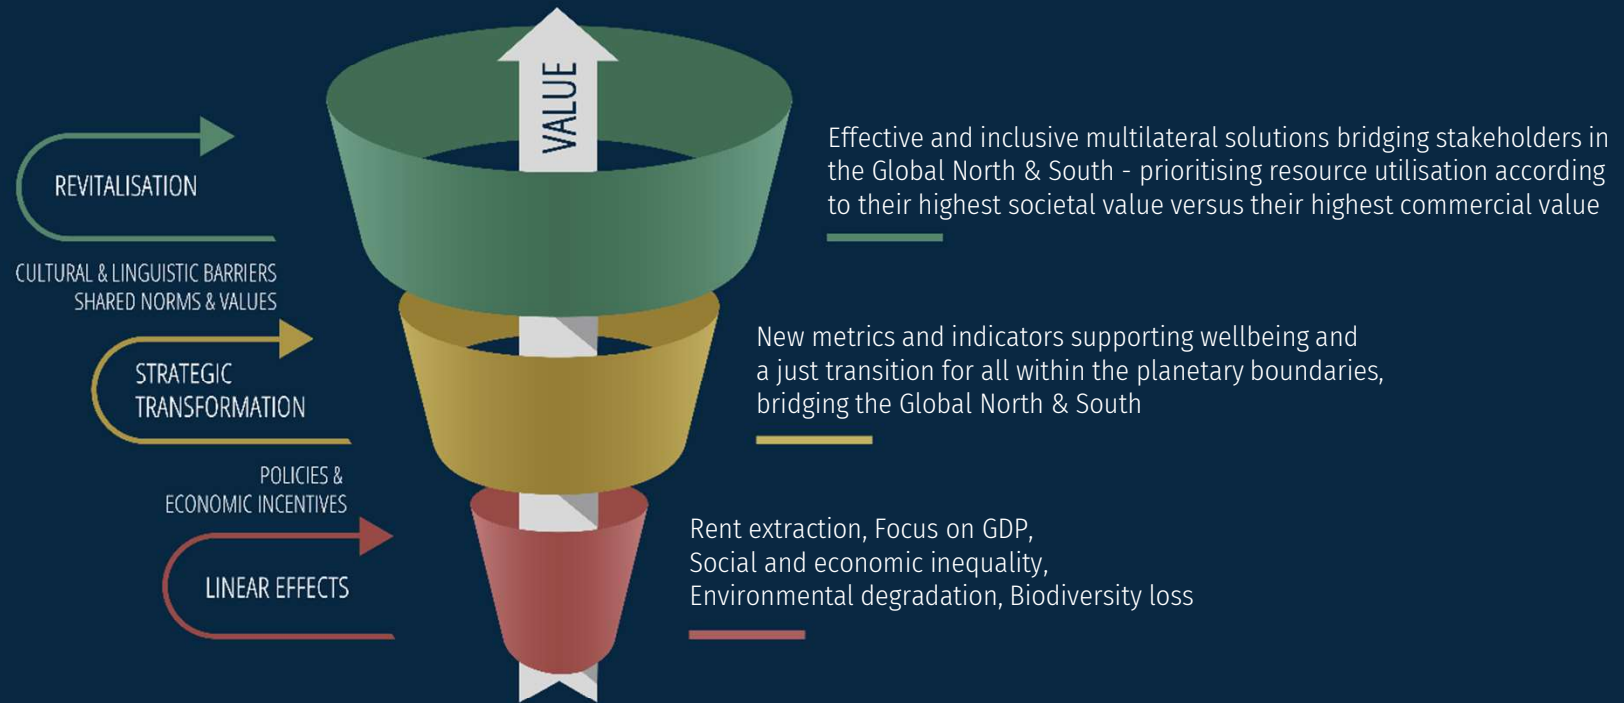 VALUE
REVITALISATION
Effective and inclusive multilateral solutions bridging stakeholders in
the Global North & South - prioritising resource utilisation according
to their highest societal value versus their highest commercial value
CULTURAL & LINGUISTIC BARRIERS
SHARED NORMS & VALUES
STRATEGIC
TRANSFORMATION
New metrics and indicators supporting wellbeing and
a just transition for all within the planetary boundaries,
bridging the Global North & South
POLICIES &
ECONOMIC INCENTIVES
LINEAR EFFECTS
Rent extraction, Focus on GDP,
Social and economic inequality,
Environmental degradation, Biodiversity loss